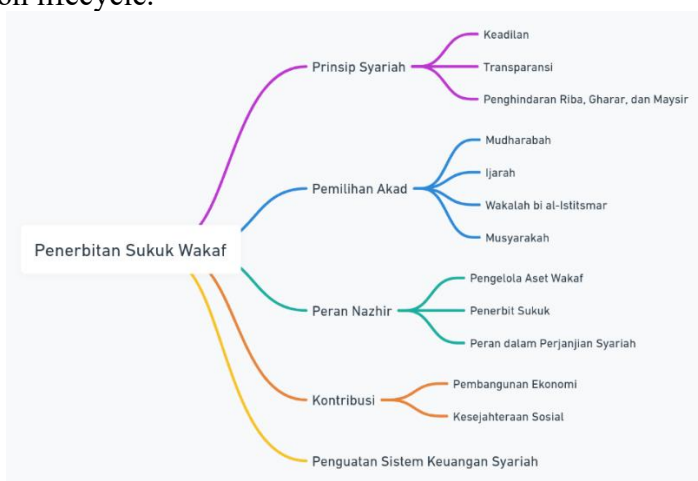 on lifecycle.
Penerbitan Sukuk Wakaf
Prinsip Syariah
Keadilan
Transparansi
Penghindaran Riba, Gharar, dan Maysir
Pemilihan Akad
Mudharabah
Ijarah
Wakalah bi al-Istitsmar
Musyarakah
Peran Nazhir
Pengelola Aset Wakaf
Penerbit Sukuk
Peran dalam Perjanjian Syariah
Kontribusi
Pembangunan Ekonomi
Kesejahteraan Sosial
Penguatan Sistem Keuangan Syariah